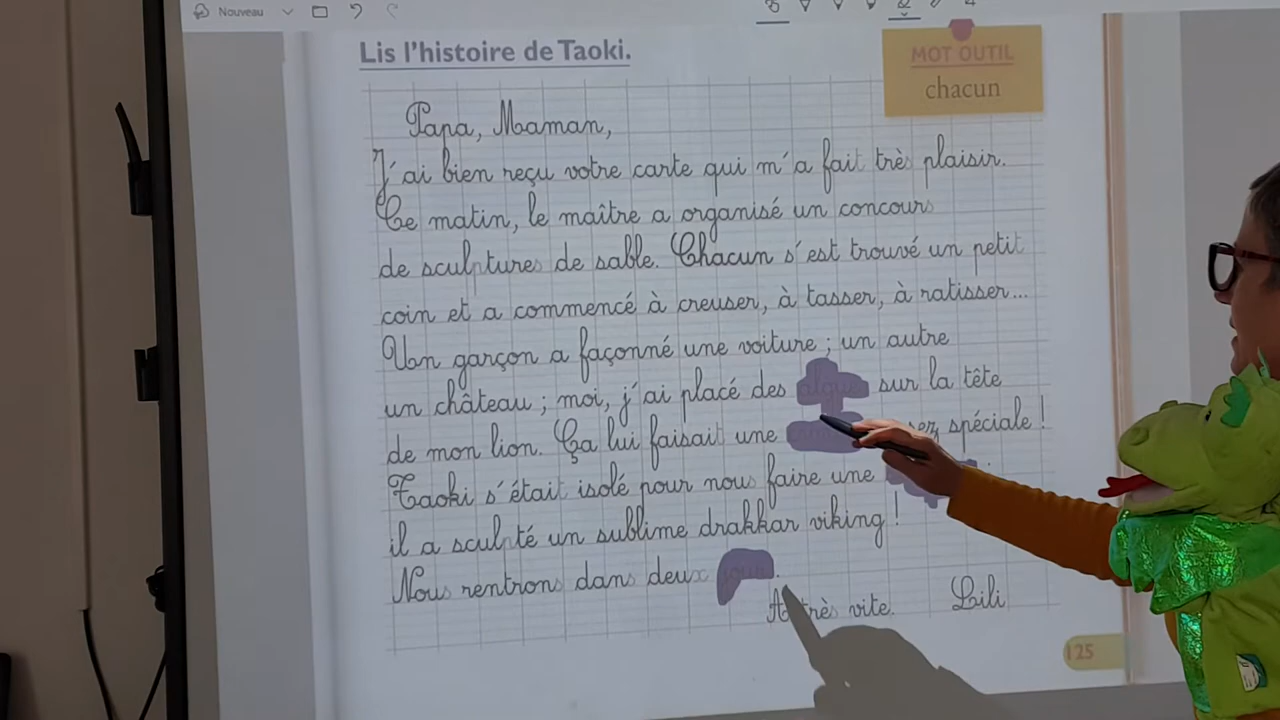 Nouveau
Lis l'histoire de Taoki.
MOT OUTIL
chacun
Papa, Maman,
J'ai bien reçu votre carte qui m'a fait très plaisir.
Ce matin, le maître a organisé un concours
de sculptures de sable. Chacun s'est trouvé un petit
coin et a commencé à creuser, à tasser, à ratisser...
Un garçon a façonné une voiture ; un autre
un château ; moi, j'ai placé des algues sur la tête
de mon lion. Ça lui faisait une spéciale !
Taoki s'était isolé pour nous faire une
il a sculpté un sublime drakkar viking !
Nous rentrons dans deux jours.
A très vite. Lili
125